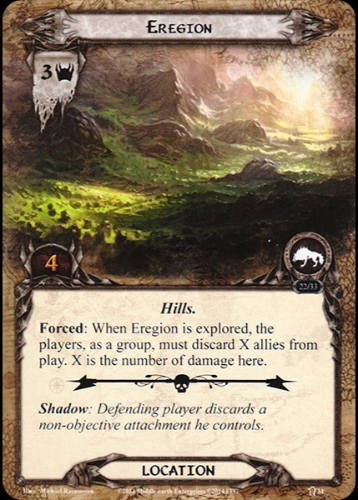 EREGION
3
4
22/33
Hills.
Forced: When Eregion is explored, the
players, as a group, must discard X allies from
play. X is the number of damage here.
Shadow: Defending player discards a
non-objective attachment he controls.
LOCATION